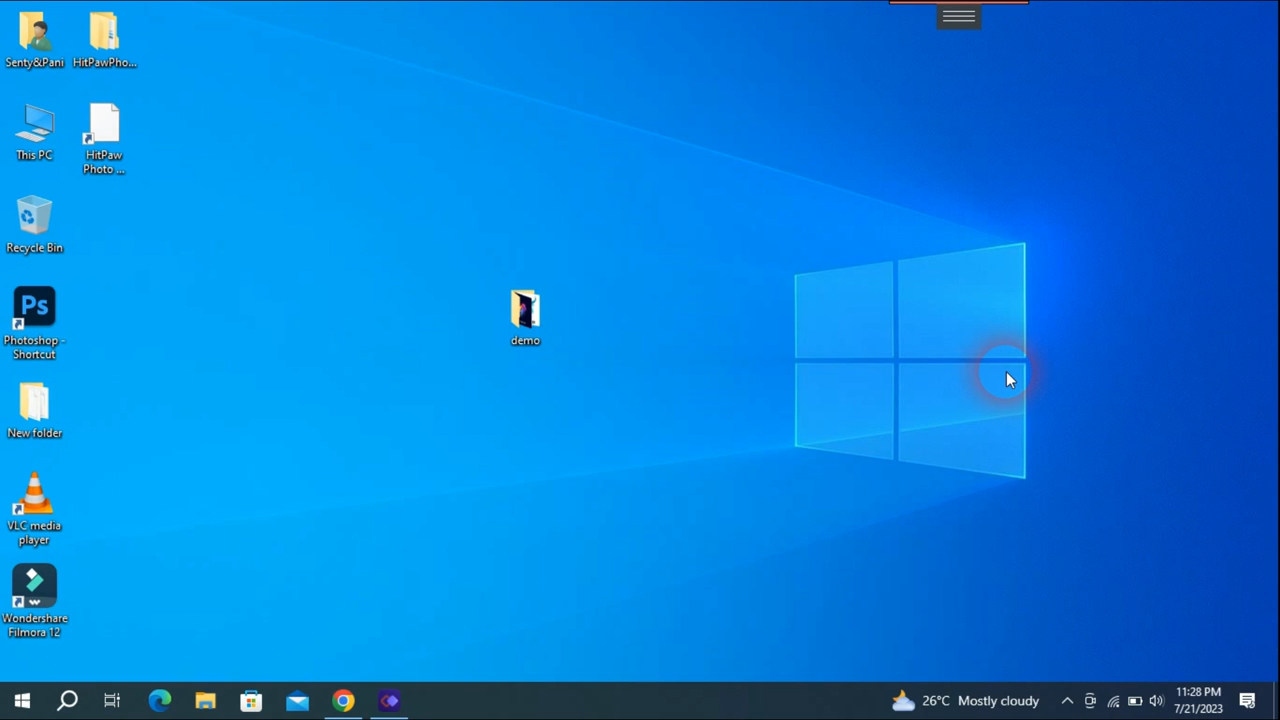 Senty&Pani
HitPawPho...
This PC
HitPaw
Photo ...
Recycle Bin
Ps
Photoshop -
Shortcut
demo
New folder
VLC media
player
Wondershare
Filmora 12
26°C Mostly cloudy
11:28 PM
7/21/2023